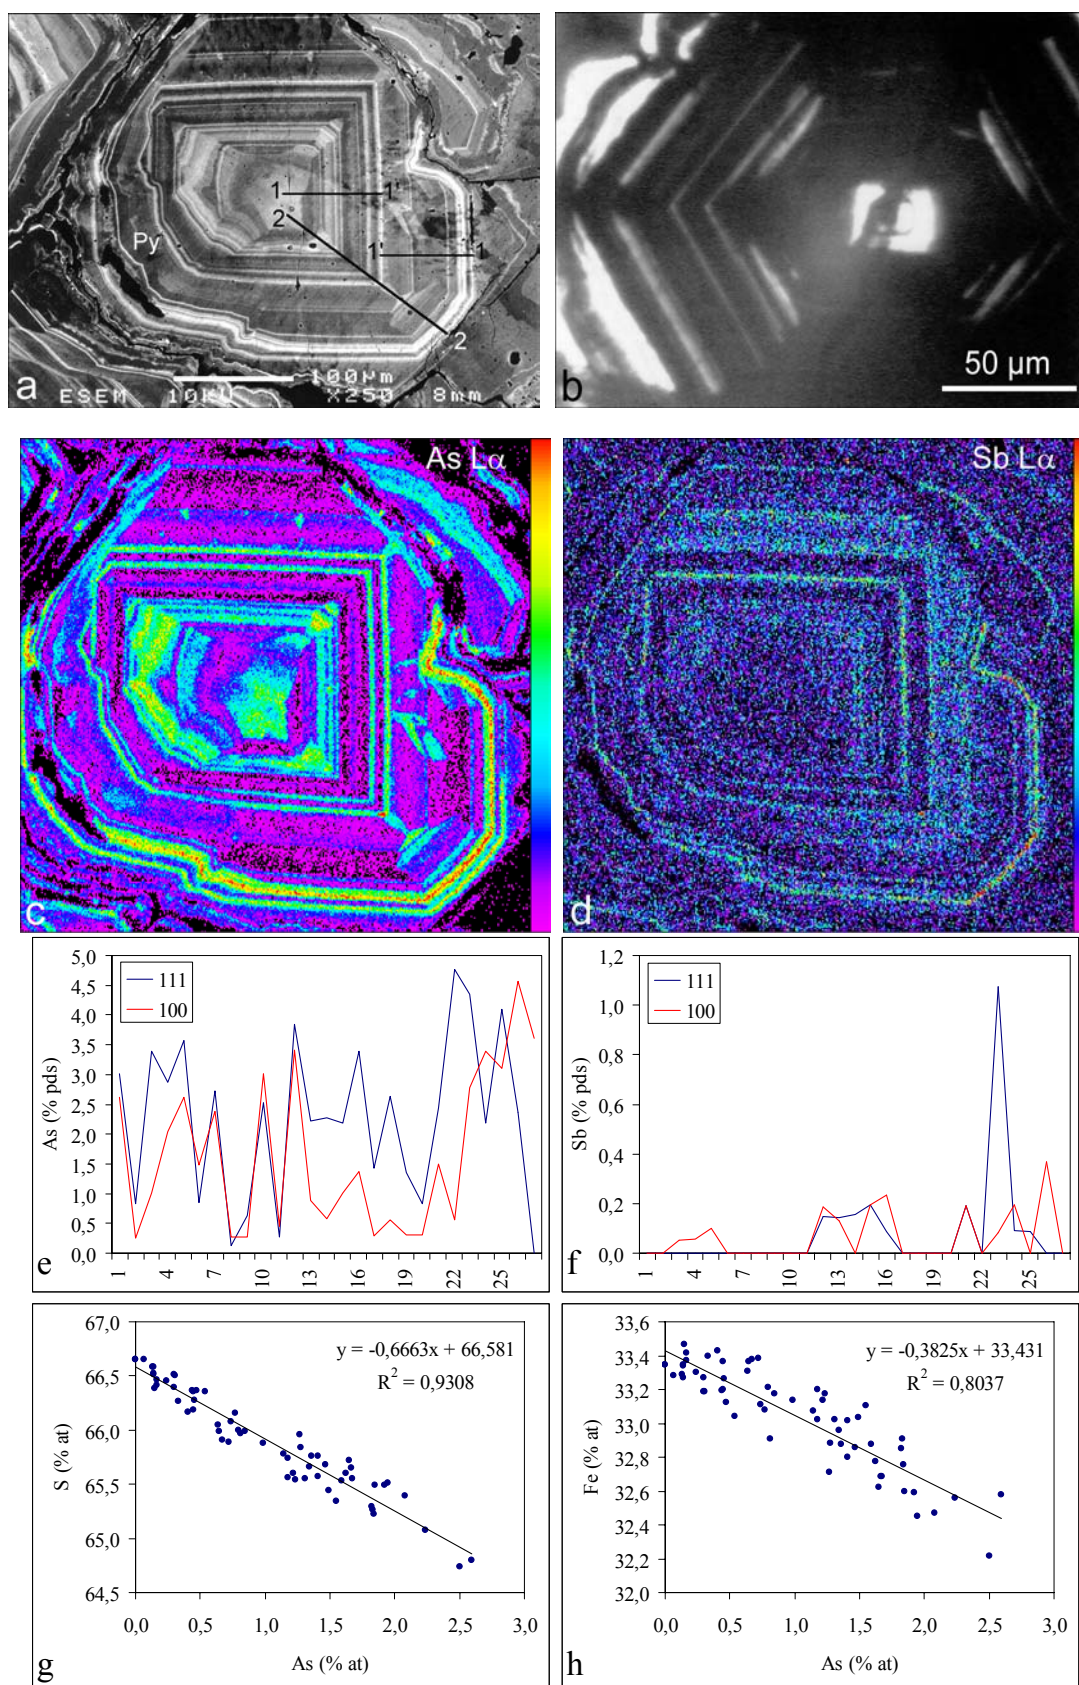 1
1'
2
1'
1
Py
2
a
100µm
ESEM 10KV X250 8mm
50 µm
b
As Lα
c
Sb Lα
d
5,0
4,5
4,0
3,5
3,0
2,5
2,0
1,5
1,0
0,5
0,0
As (% pds)
111
100
1 4 7 10 13 16 19 22 25
e
1,2
1,0
0,8
0,6
0,4
0,2
0,0
Sb (% pds)
111
100
1 4 7 10 13 16 19 22 25
f
67,0
66,5
66,0
65,5
65,0
64,5
S (% at)
y = -0,6663x + 66,581
R² = 0,9308
0,0 0,5 1,0 1,5 2,0 2,5 3,0
As (% at)
g
33,6
33,4
33,2
33,0
32,8
32,6
32,4
32,2
32,0
Fe (% at)
y = -0,3825x + 33,431
R² = 0,8037
0,0 0,5 1,0 1,5 2,0 2,5 3,0
As (% at)
h